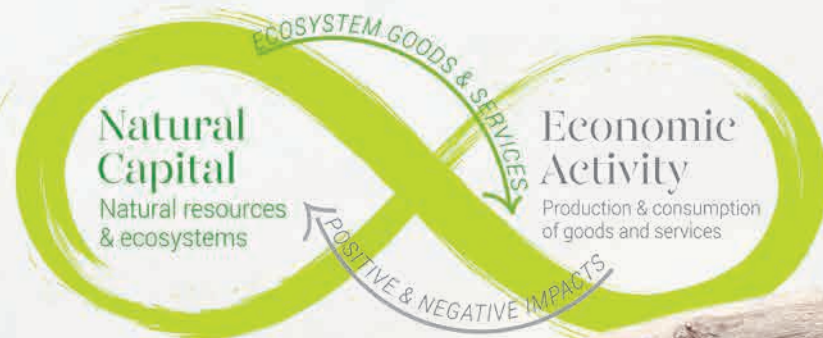 ECOSYSTEM GOODS & SERVICES
Natural
Capital
Natural resources
& ecosystems
Economic
Activity
Production & consumption
of goods and services
POSITIVE & NEGATIVE IMPACTS